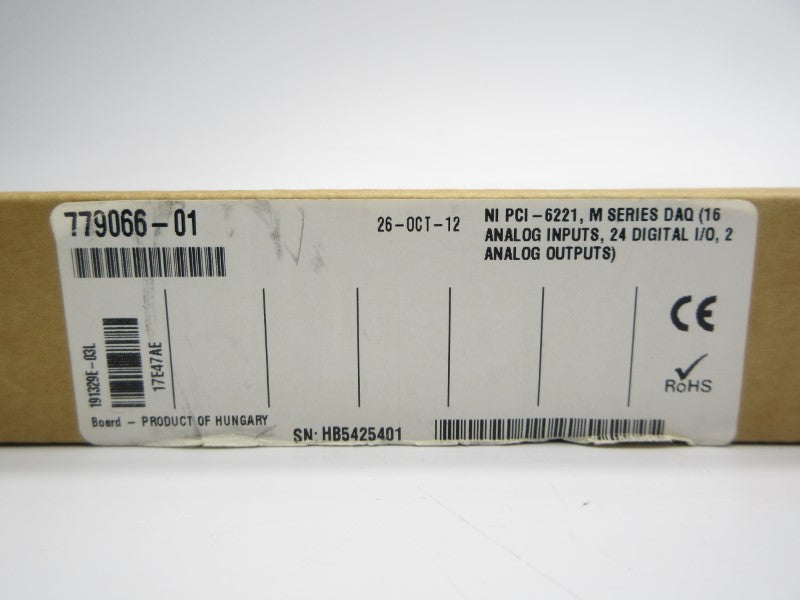 779066-01
26-OCT-12
NI PCI-6221, M SERIES DAQ (16
ANALOG INPUTS, 24 DIGITAL I/O, 2
ANALOG OUTPUTS)
191329E-03L
17E47AE
CE
RoHS
Board - PRODUCT OF HUNGARY
SN: HB5425401